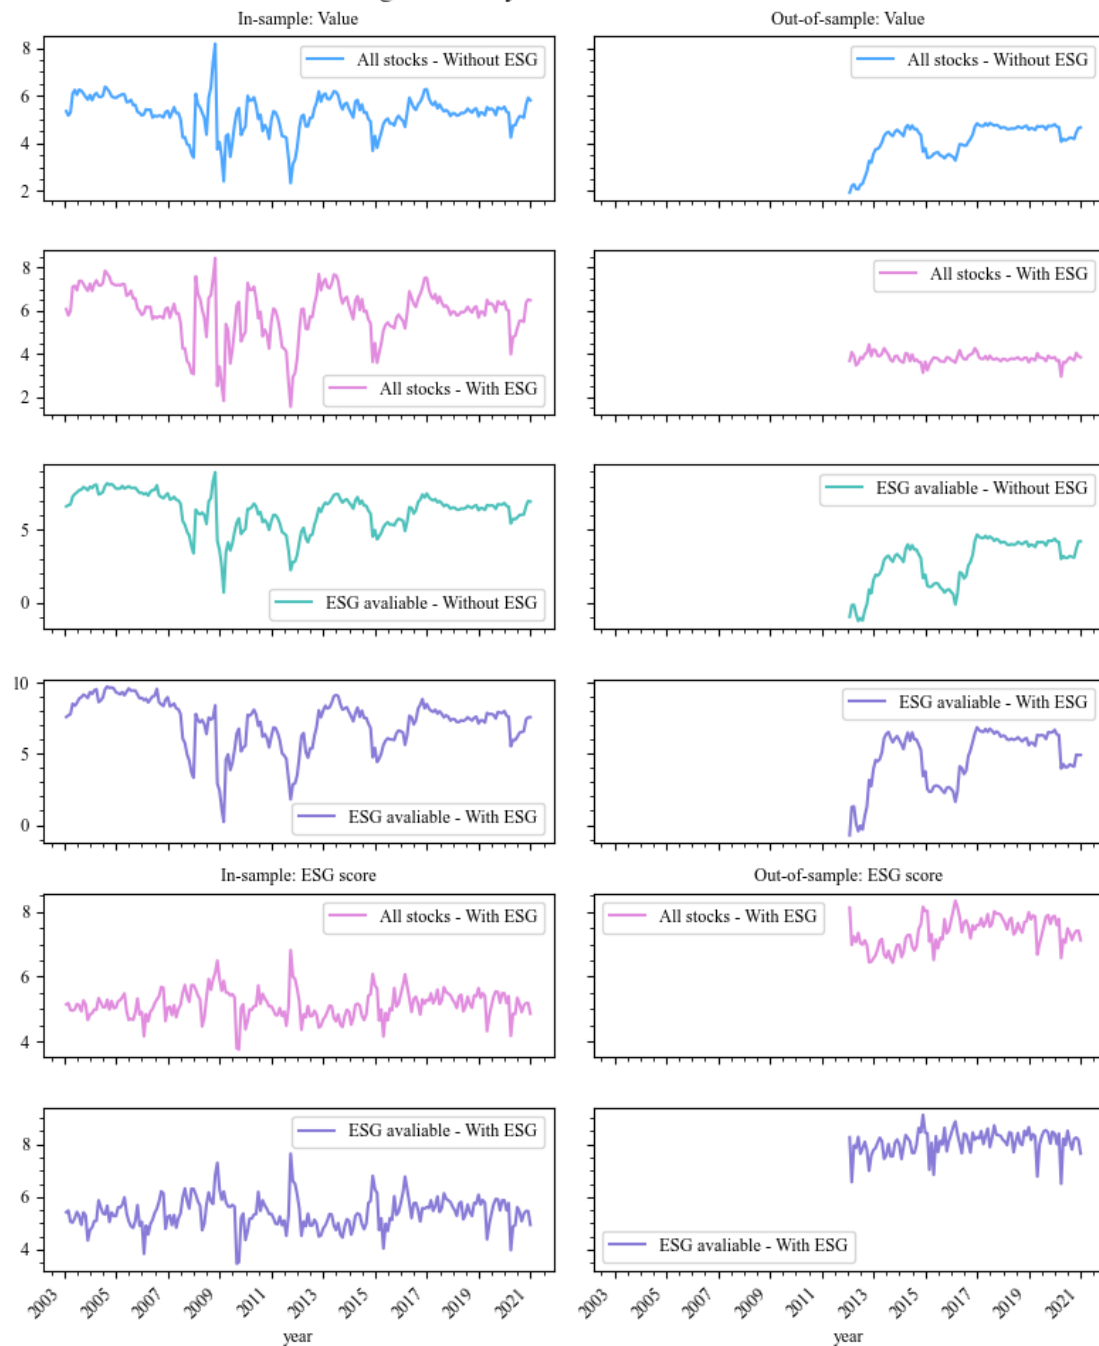 In-sample: Value
Out-of-sample: Value
8
6
4
2
All stocks - Without ESG
All stocks - Without ESG
8
6
4
2
All stocks - With ESG
All stocks - With ESG
5
0
ESG avaliable - Without ESG
ESG avaliable - Without ESG
10
5
0
ESG avaliable - With ESG
ESG avaliable - With ESG
In-sample: ESG score
Out-of-sample: ESG score
8
6
4
All stocks - With ESG
All stocks - With ESG
8
6
4
ESG avaliable - With ESG
ESG avaliable - With ESG
2003 2005 2007 2009 2011 2013 2015 2017 2019 2021
2003 2005 2007 2009 2011 2013 2015 2017 2019 2021
year
year